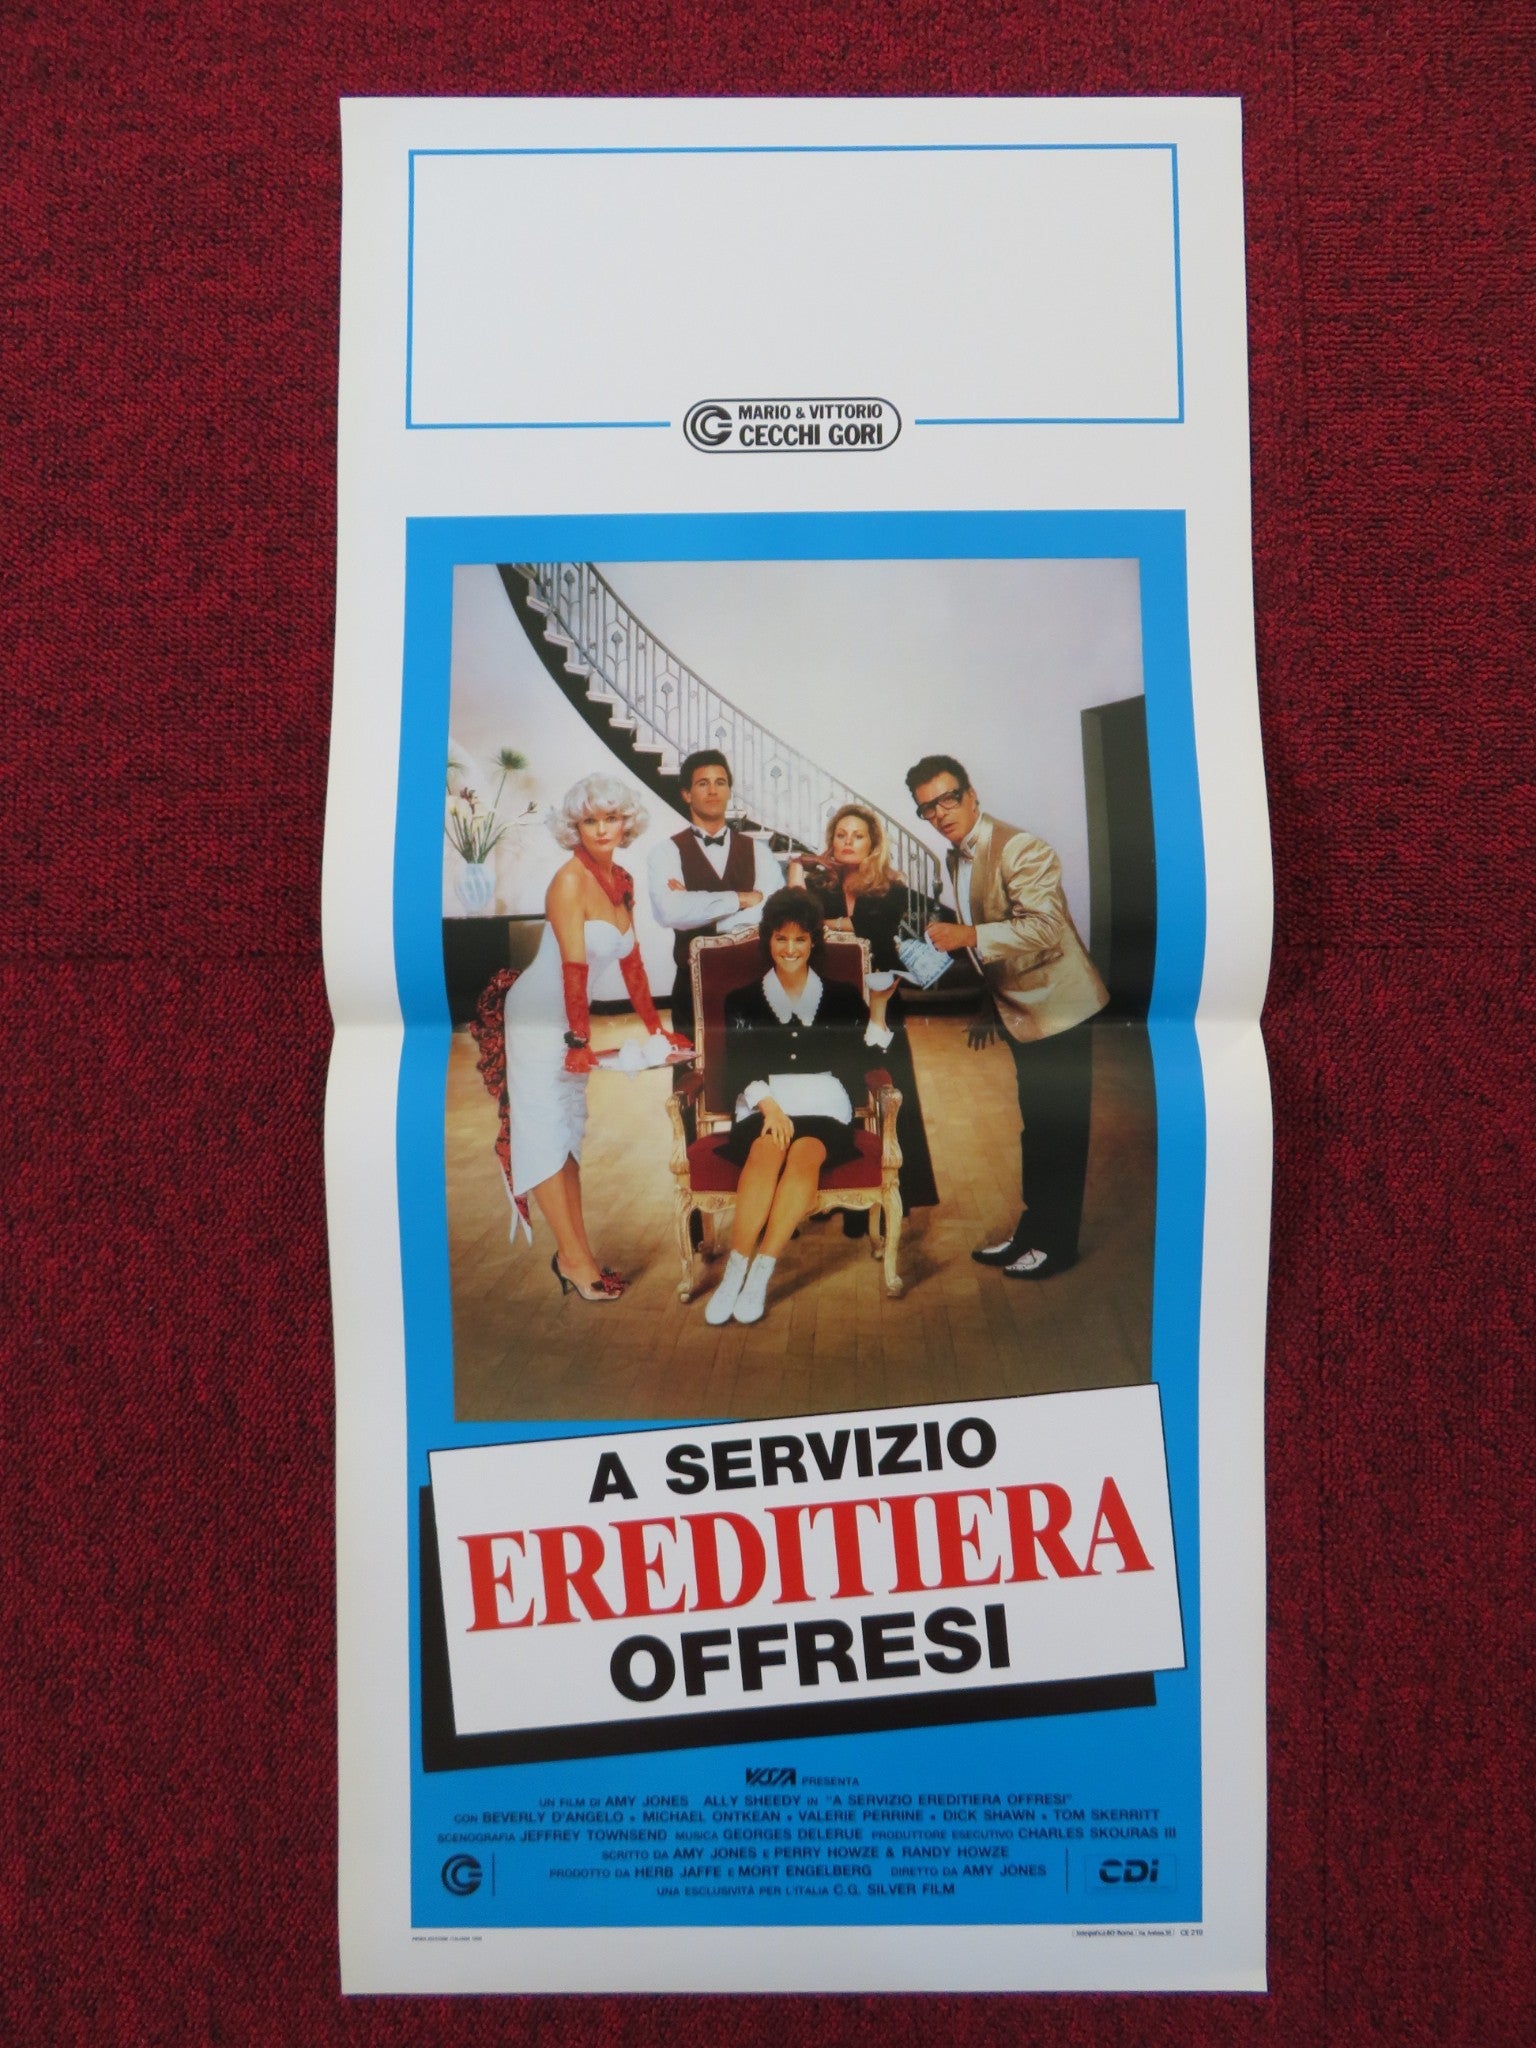 MARIO & VITTORIO
CECCHI GORI
A SERVIZIO
EREDITIERA
OFFRESI
VESTA PRESENTA
UN FILM DI AMY JONES ALLY SHEEDY IN "A SERVIZIO EREDITIERA OFFRESI"
CON BEVERLY D'ANGELO • MICHAEL ONTKEAN • VALERIE PERRINE • DICK SHAWN • TOM SKERRITT
SCENOGRAFIA JEFFREY TOWNSEND MUSICA GEORGES DELERUE PRODUTTORE ESECUTIVO CHARLES SKOURAS III
SCRITTO DA AMY JONES E PERRY HOWZE & RANDY HOWZE
PRODOTTO DA HERB JAFFE E MORT ENGELBERG DIRETTO DA AMY JONES
UNA ESCLUSIVITÀ PER L'ITALIA C.G. SILVER FILM
CDi
CE 219